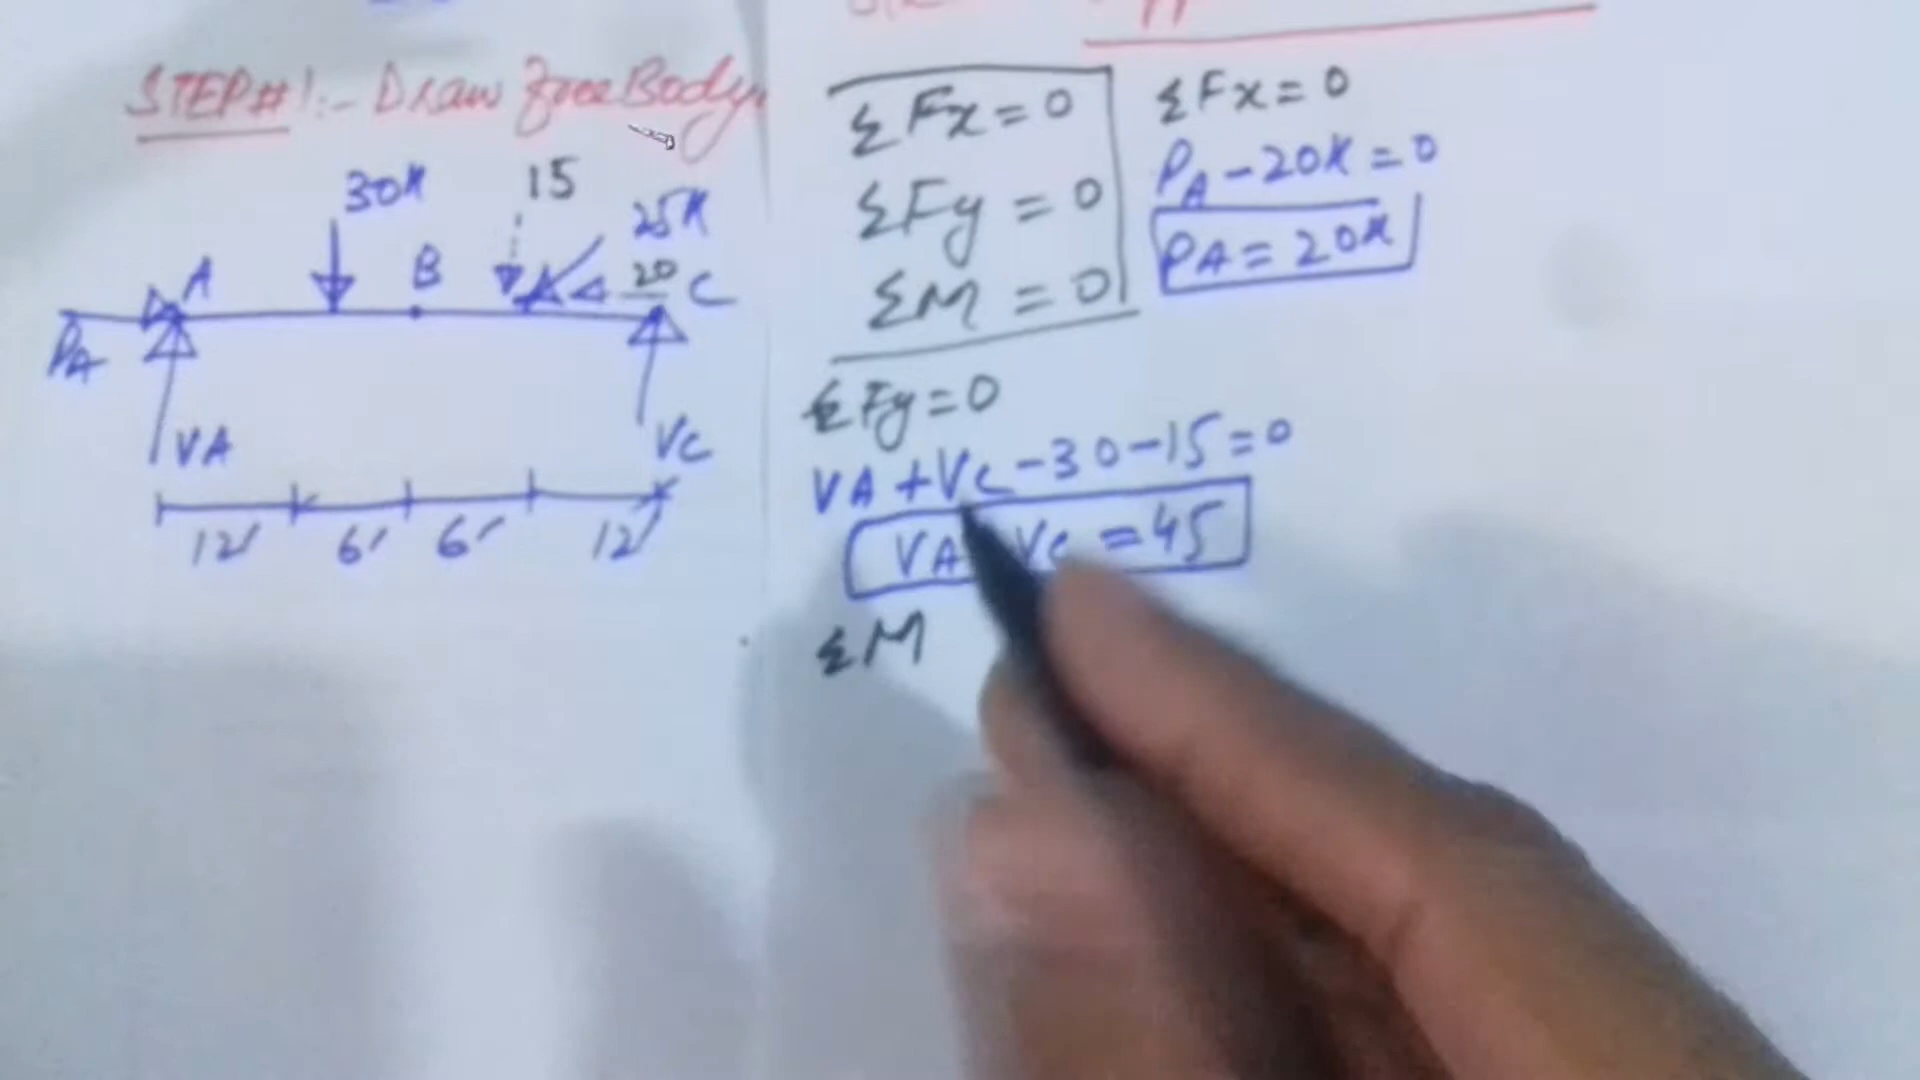 STEP#1:- Draw free Body.
30K
15
25K
20
A
B
C
PA
VA
VC
12'
6'
6'
12'
ΣFx=0
ΣFy=0
ΣM=0
ΣFx=0
PA-20K=0
PA=20K
ΣFy=0
VA+VC-30-15=0
VA VC =45
ΣM